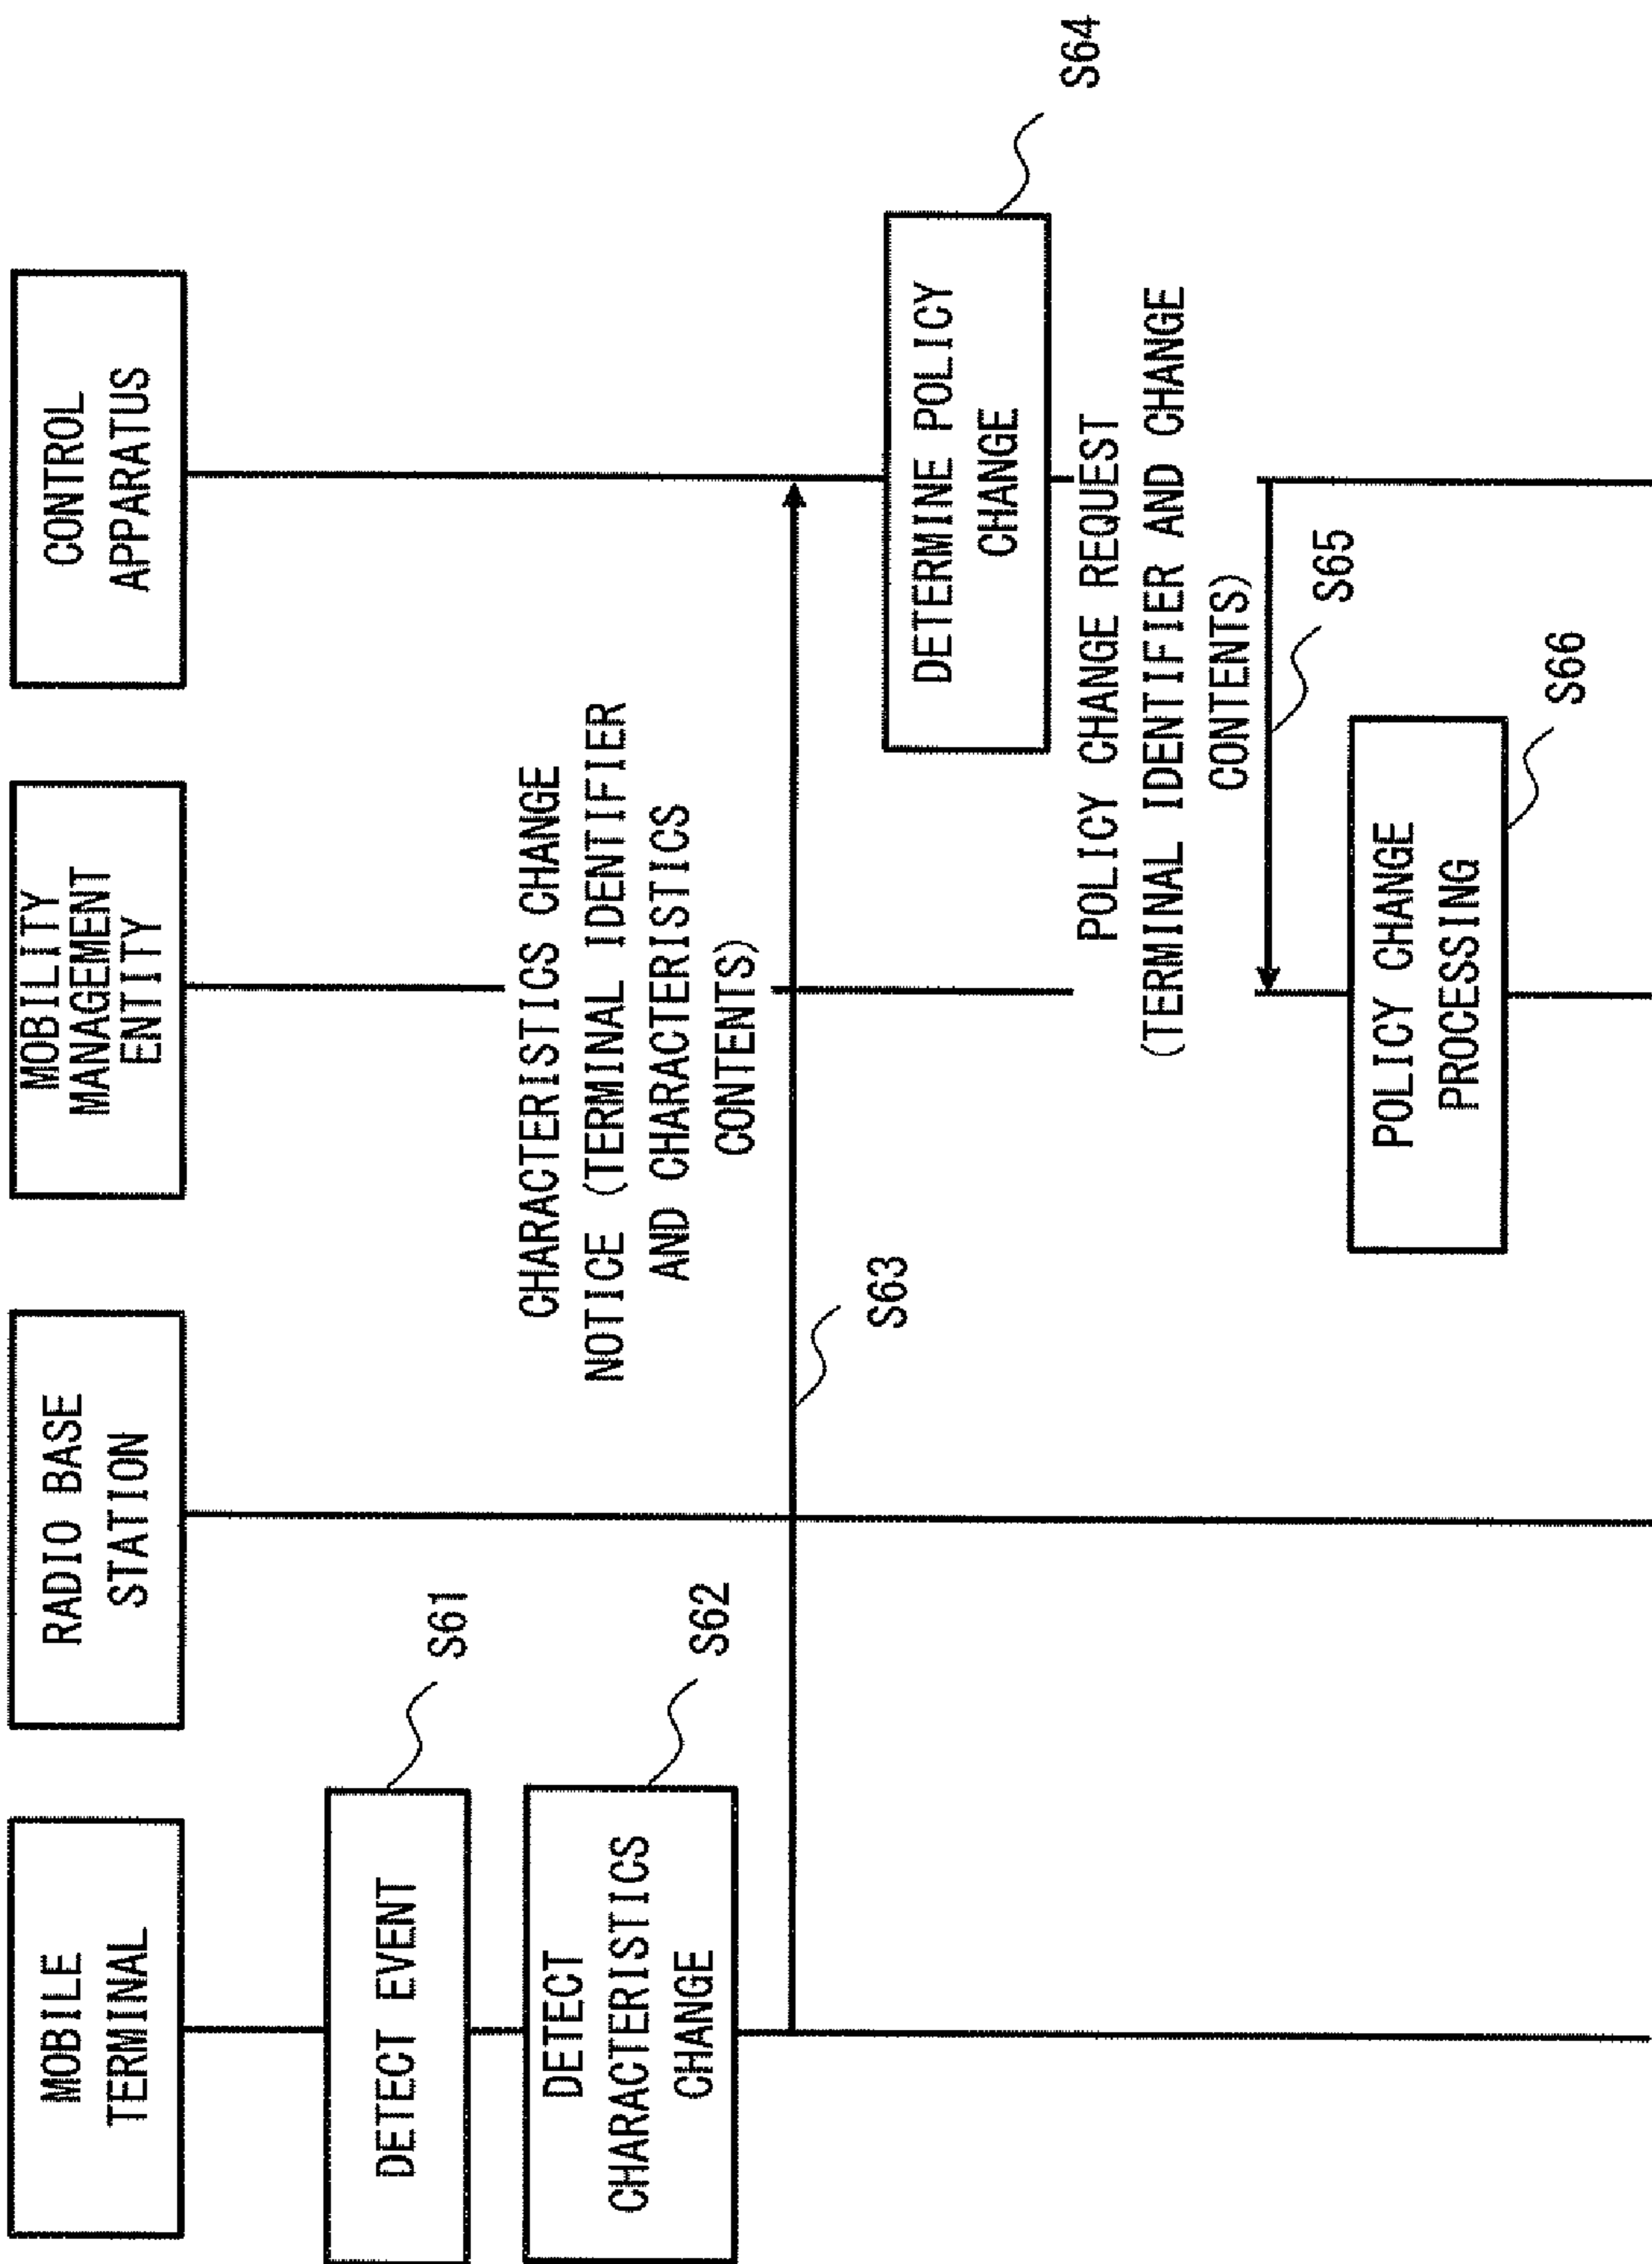 MOBILE
TERMINAL
RADIO BASE
STATION
MOBILITY
MANAGEMENT
ENTITY
CONTROL
APPARATUS
DETECT EVENT
S61
DETECT
CHARACTERISTICS
CHANGE
S62
CHARACTERISTICS CHANGE
NOTICE (TERMINAL IDENTIFIER
AND CHARACTERISTICS
CONTENTS)
S63
DETERMINE POLICY
CHANGE
S64
POLICY CHANGE REQUEST
(TERMINAL IDENTIFIER AND CHANGE
CONTENTS)
S65
POLICY CHANGE
PROCESSING
S66